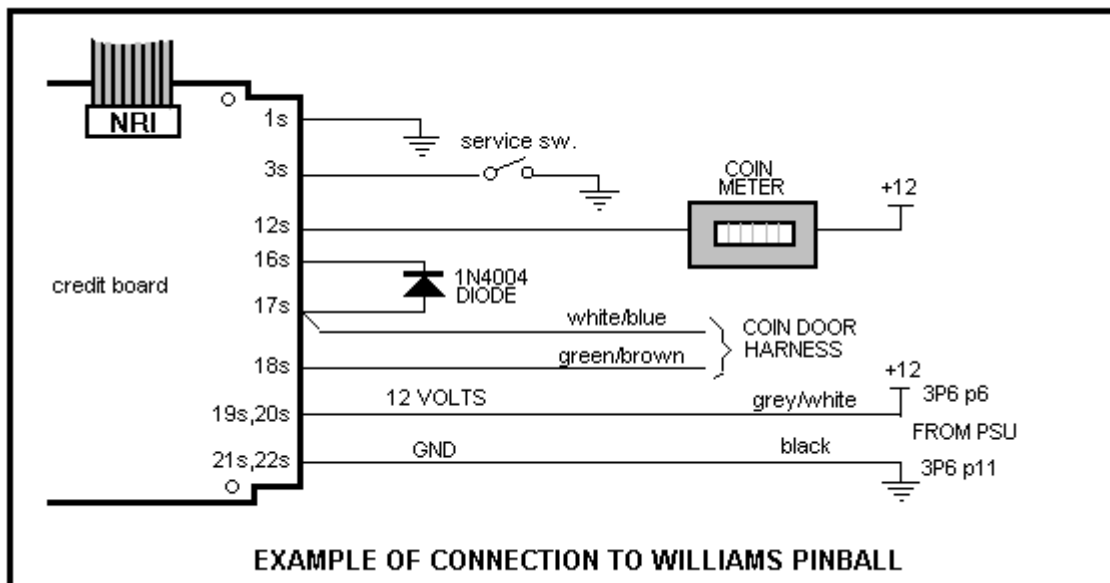 NRI
1s
3s
service sw.
COIN
METER
+12
12s
16s
1N4004
DIODE
credit board
17s
white/blue
COIN DOOR
HARNESS
18s
green/brown
+12
12 VOLTS
grey/white
3P6 p6
19s,20s
FROM PSU
21s,22s
GND
black
3P6 p11
EXAMPLE OF CONNECTION TO WILLIAMS PINBALL